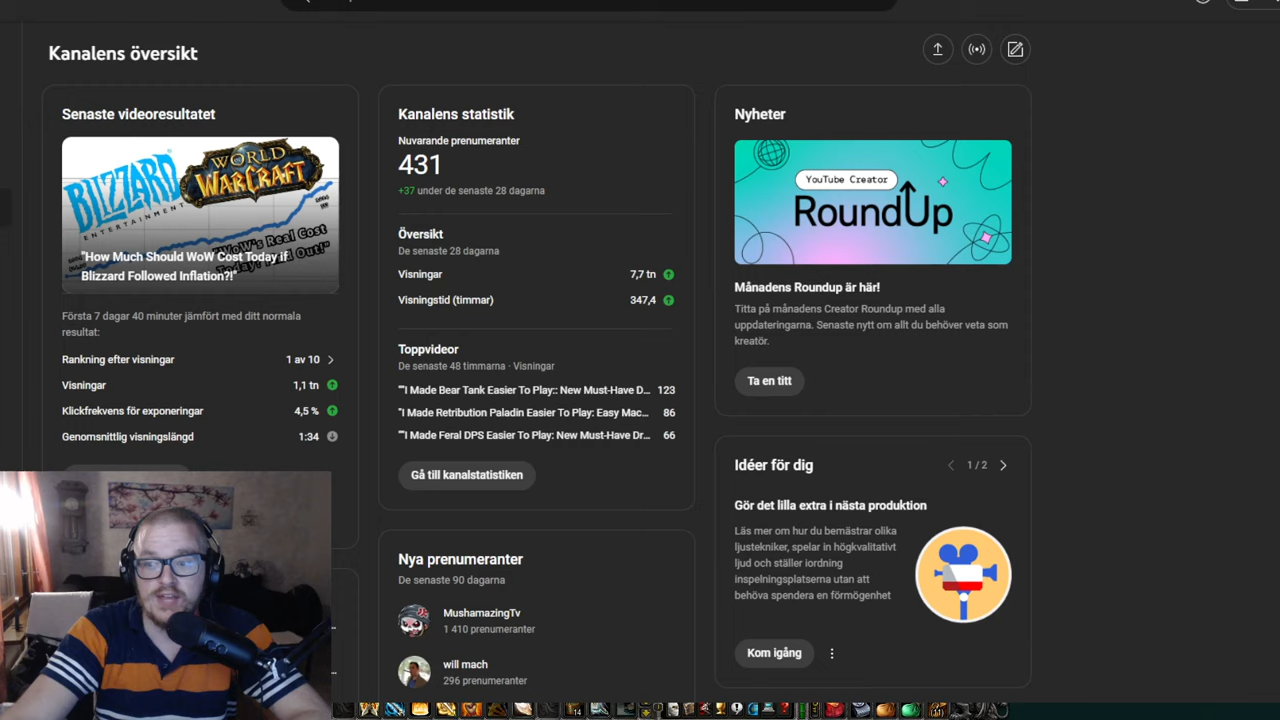 Kanalens översikt
Senaste videoresultatet
BLIZZARD
ENTERTAINMENT
WORLD
WARCRAFT
"WoW's Real Cost
Today?
Out!"
"How Much Should WoW Cost Today if
Blizzard Followed Inflation?!"
Första 7 dagar 40 minuter jämfört med ditt normala
resultat:
Rankning efter visningar 1 av 10
Visningar 1,1 tn
Klickfrekvens för exponeringar 4,5 %
Genomsnittlig visningslängd 1:34
Kanalens statistik
Nuvarande prenumeranter
431
+37 under de senaste 28 dagarna
Översikt
De senaste 28 dagarna
Visningar 7,7 tn
Visningstid (timmar) 347,4
Toppvideor
De senaste 48 timmarna · Visningar
""I Made Bear Tank Easier To Play:: New Must-Have D... 123
"I Made Retribution Paladin Easier To Play: Easy Mac... 86
""I Made Feral DPS Easier To Play: New Must-Have Dr... 66
Gå till kanalstatistiken
Nya prenumeranter
De senaste 90 dagarna
MushamazingTv
1 410 prenumeranter
will mach
296 prenumeranter
Nyheter
YouTube Creator
RoundUp
Månadens Roundup är här!
Titta på månadens Creator Roundup med alla
uppdateringarna. Senaste nytt om allt du behöver veta som
kreatör.
Ta en titt
Idéer för dig
1 / 2
Gör det lilla extra i nästa produktion
Läs mer om hur du bemästrar olika
ljustekniker, spelar in högkvalitativt
ljud och ställer iordning
inspelningsplatserna utan att
behöva spendera en förmögenhet
Kom igång
14